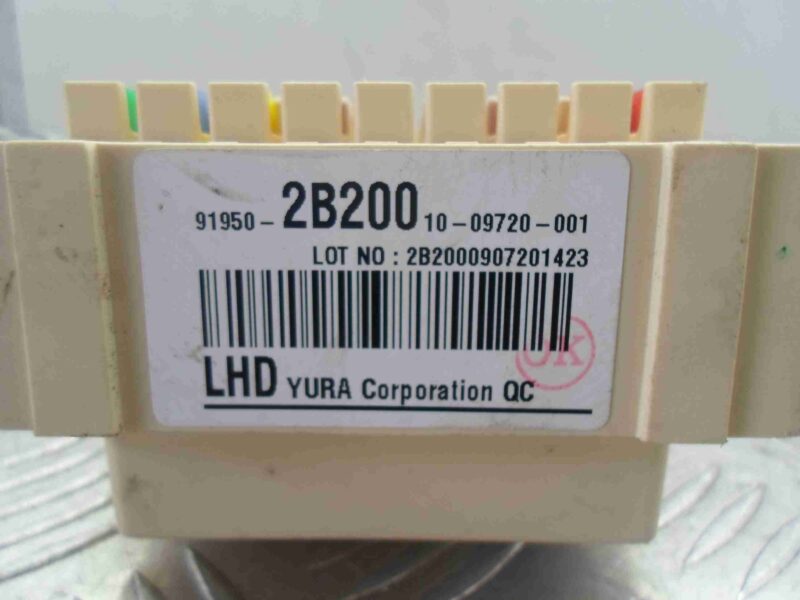 91950-2B200 10-09720-001
LOT NO : 2B2000907201423
OK
LHD YURA Corporation QC